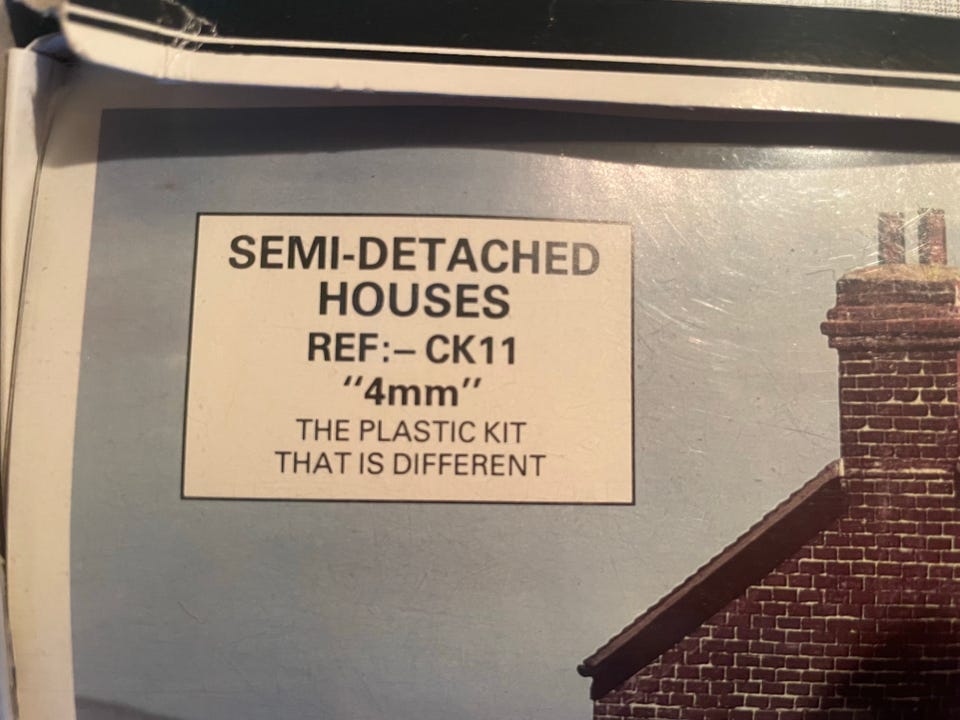 SEMI-DETACHED
HOUSES
REF:– CK11
“4mm”
THE PLASTIC KIT
THAT IS DIFFERENT